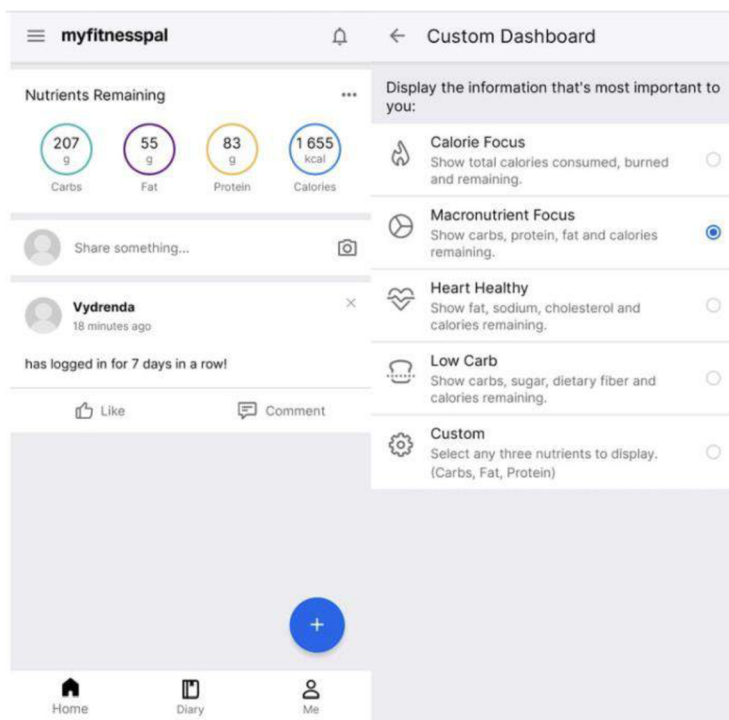 myfitnesspal
Nutrients Remaining
207
g
Carbs
55
g
Fat
83
g
Protein
1 655
kcal
Calories
Share something...
Vydrenda
18 minutes ago
has logged in for 7 days in a row!
Like
Comment
+
Home
Diary
Me
Custom Dashboard
Display the information that's most important to
you:
Calorie Focus
Show total calories consumed, burned
and remaining.
Macronutrient Focus
Show carbs, protein, fat and calories
remaining.
Heart Healthy
Show fat, sodium, cholesterol and
calories remaining.
Low Carb
Show carbs, sugar, dietary fiber and
calories remaining.
Custom
Select any three nutrients to display.
(Carbs, Fat, Protein)